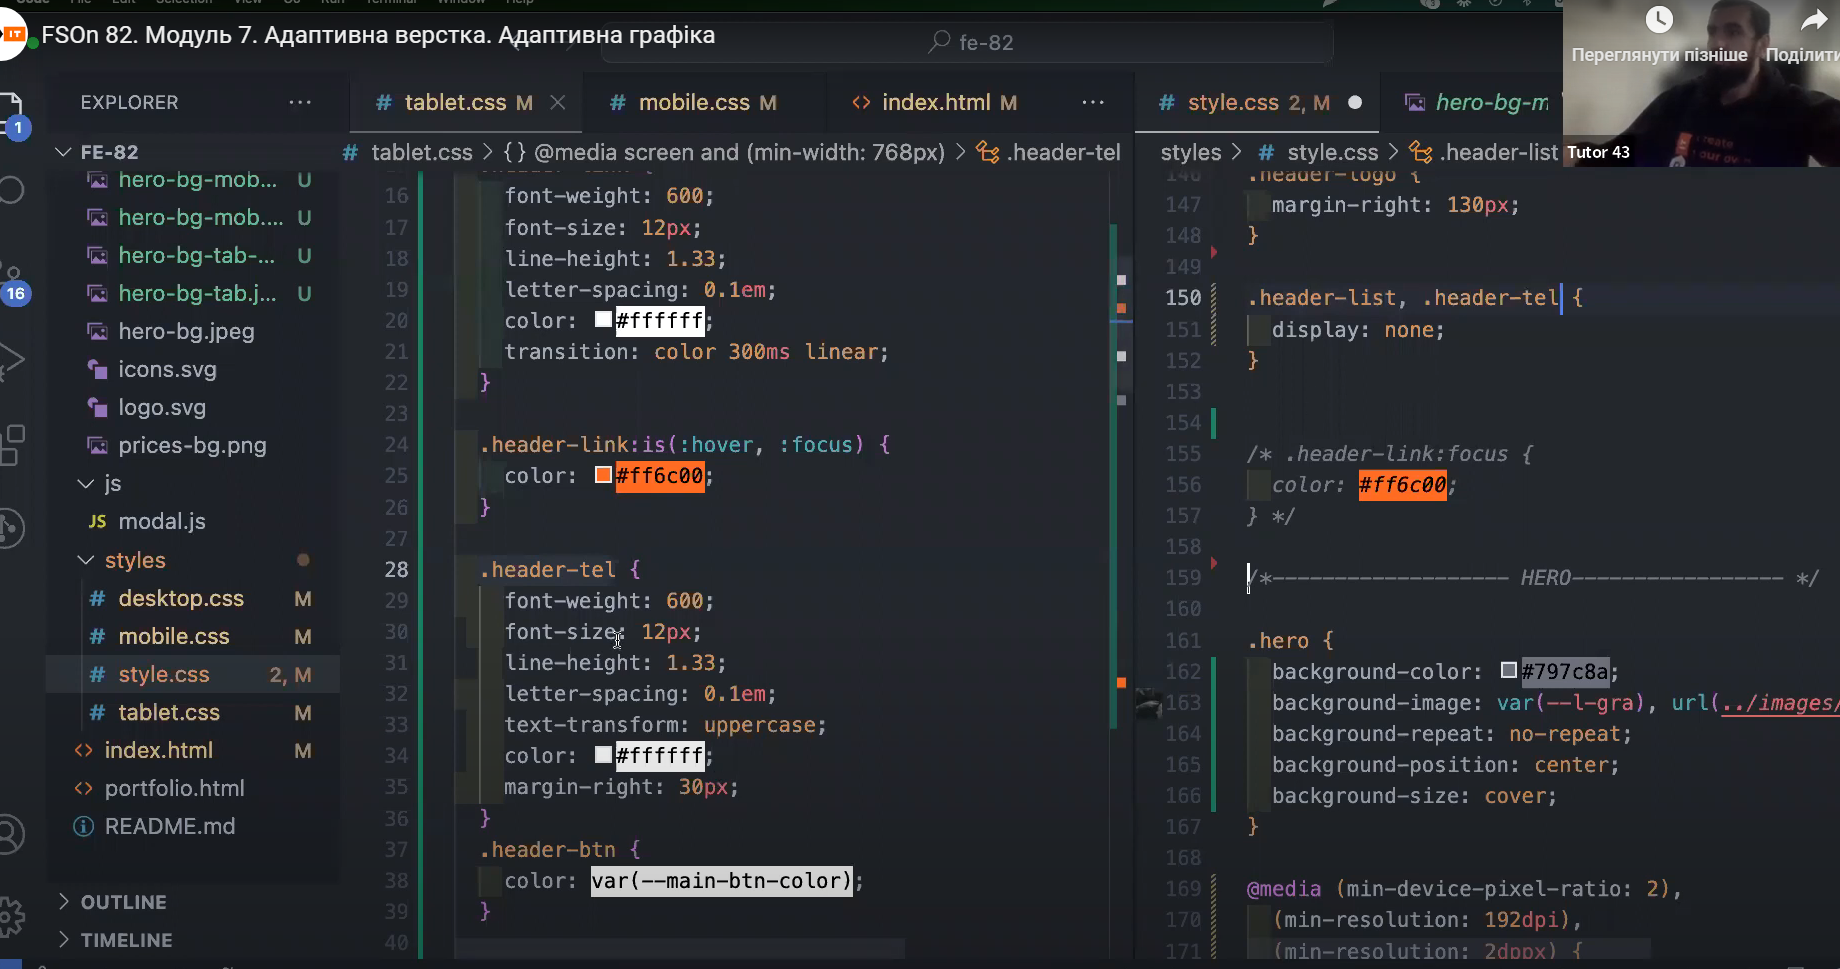 FSOn 82. Модуль 7. Адаптивна верстка. Адаптивна графіка
fe-82
Переглянути пізніше
Поділити
Tutor 43
EXPLORER ···
# tablet.css M ×
# mobile.css M
<> index.html M
···
# style.css 2, M
hero-bg-m
1
16
FE-82
hero-bg-mob... U
hero-bg-mob.... U
hero-bg-tab-... U
hero-bg-tab.j... U
hero-bg.jpeg
icons.svg
logo.svg
prices-bg.png
js
JS modal.js
styles
# desktop.css M
# mobile.css M
# style.css 2, M
# tablet.css M
<> index.html M
<> portfolio.html
README.md
OUTLINE
TIMELINE
# tablet.css > {} @media screen and (min-width: 768px) > .header-tel
16 font-weight: 600;
17 font-size: 12px;
18 line-height: 1.33;
19 letter-spacing: 0.1em;
20 color: #ffffff;
21 transition: color 300ms linear;
22 }
23
24 .header-link:is(:hover, :focus) {
25 color: #ff6c00;
26 }
27
28 .header-tel {
29 font-weight: 600;
30 font-size: 12px;
31 line-height: 1.33;
32 letter-spacing: 0.1em;
33 text-transform: uppercase;
34 color: #ffffff;
35 margin-right: 30px;
36 }
37 .header-btn {
38 color: var(--main-btn-color);
39 }
40
styles > # style.css > .header-list
146 .header-logo {
147 margin-right: 130px;
148 }
149
150 .header-list, .header-tel {
151 display: none;
152 }
153
154
155 /* .header-link:focus {
156 color: #ff6c00;
157 } */
158
159 /*------------------- HERO----------------- */
160
161 .hero {
162 background-color: #797c8a;
163 background-image: var(--l-gra), url(../images/
164 background-repeat: no-repeat;
165 background-position: center;
166 background-size: cover;
167 }
168
169 @media (min-device-pixel-ratio: 2),
170 (min-resolution: 192dpi),
171 (min-resolution: 2dppx) {